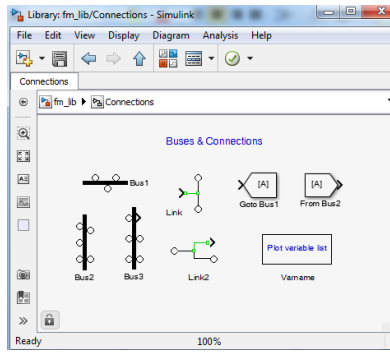 Library: fm_lib/Connections - Simulink
File Edit View Display Diagram Analysis Help
Connections
fm_lib Connections
Buses & Connections
Bus1
Link
[A]
Goto Bus1
[A]
From Bus2
Bus2
Bus3
Link2
Plot variable list
Varname
Ready 100%